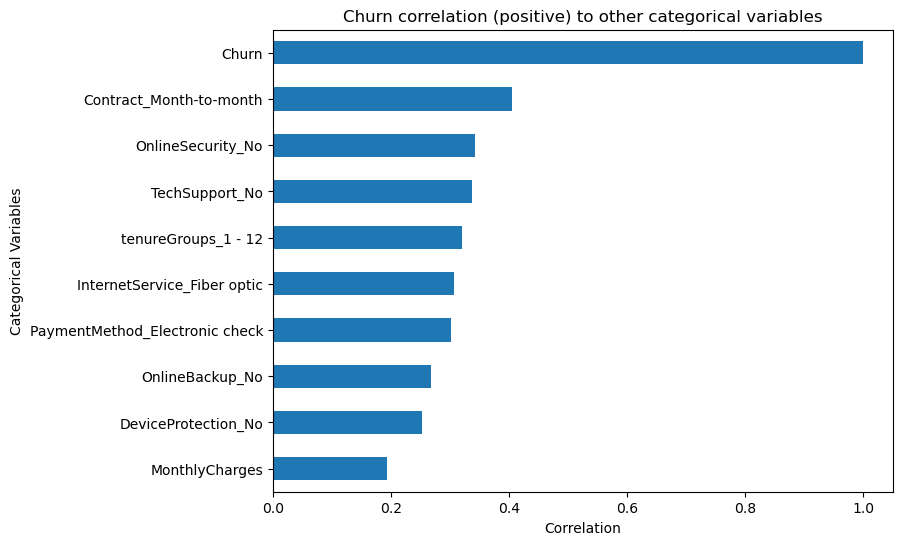 Churn correlation (positive) to other categorical variables
Categorical Variables
Churn
Contract_Month-to-month
OnlineSecurity_No
TechSupport_No
tenureGroups_1 - 12
InternetService_Fiber optic
PaymentMethod_Electronic check
OnlineBackup_No
DeviceProtection_No
MonthlyCharges
0.0 0.2 0.4 0.6 0.8 1.0
Correlation